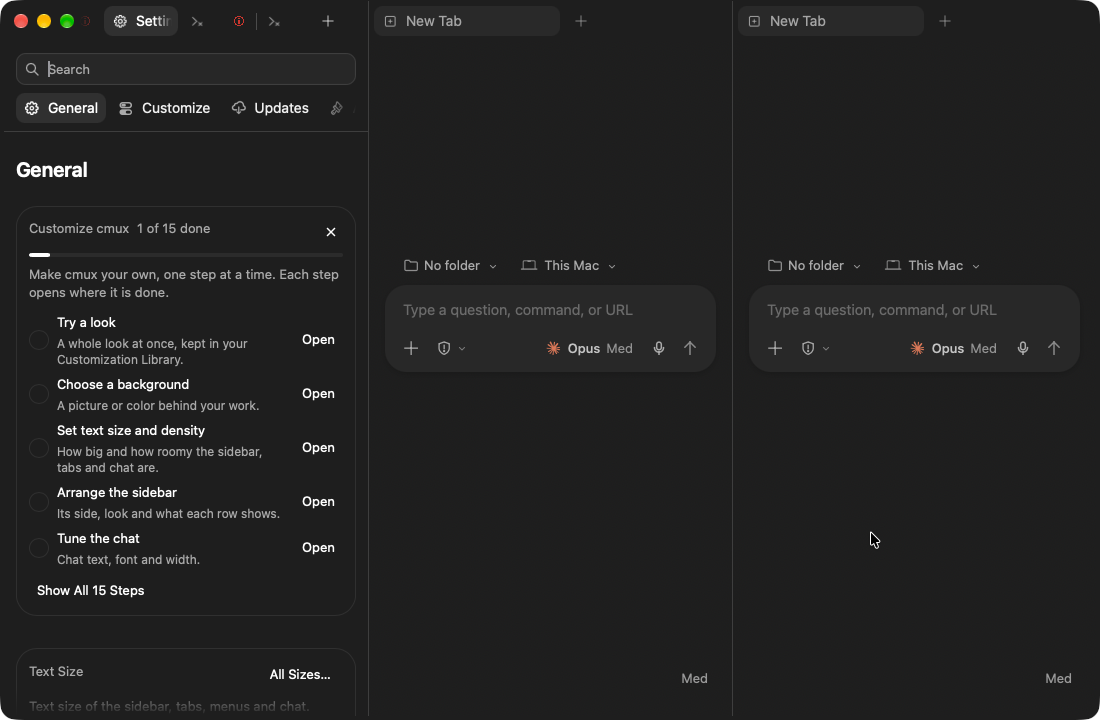 Settin
New Tab
New Tab
Search
General
Customize
Updates
General
Customize cmux 1 of 15 done
Make cmux your own, one step at a time. Each step
opens where it is done.
Try a look
A whole look at once, kept in your
Customization Library.
Open
Choose a background
A picture or color behind your work.
Open
Set text size and density
How big and how roomy the sidebar,
tabs and chat are.
Open
Arrange the sidebar
Its side, look and what each row shows.
Open
Tune the chat
Chat text, font and width.
Open
Show All 15 Steps
Text Size
All Sizes...
Text size of the sidebar, tabs, menus and chat.
No folder
This Mac
Type a question, command, or URL
Opus Med
Med
No folder
This Mac
Type a question, command, or URL
Opus Med
Med